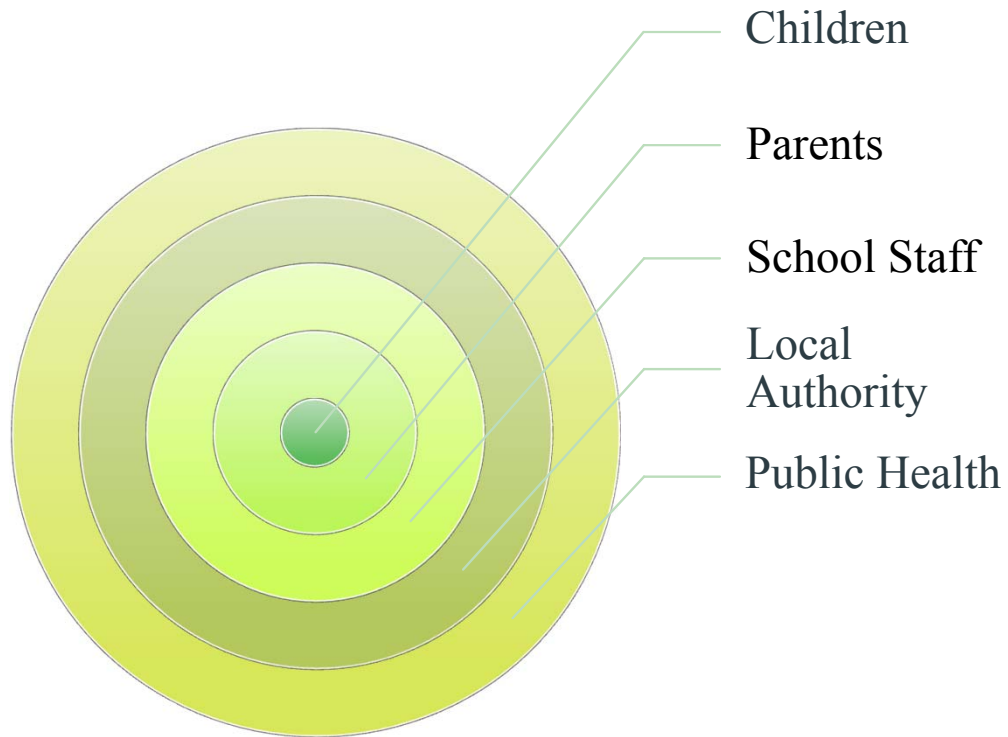 Children
Parents
School Staff
Local
Authority
Public Health